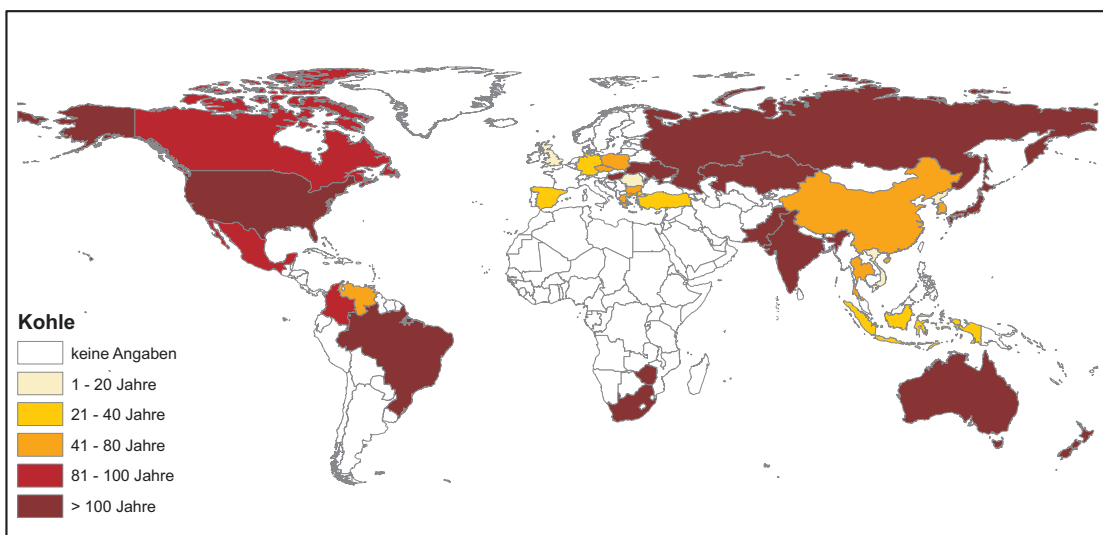 Kohle
keine Angaben
1 - 20 Jahre
21 - 40 Jahre
41 - 80 Jahre
81 - 100 Jahre
> 100 Jahre